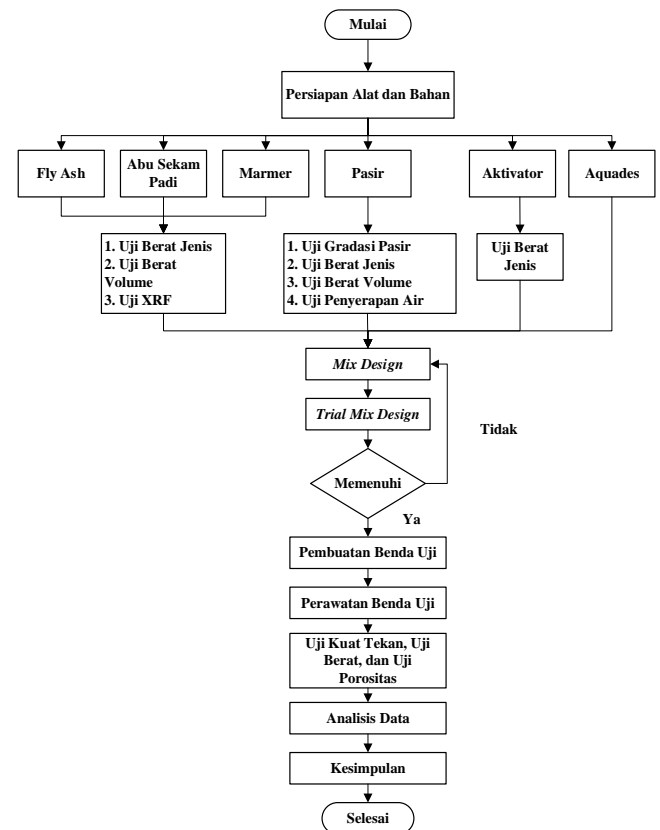 Mulai
Persiapan Alat dan Bahan
Fly Ash
Abu Sekam
Padi
Marmer
Pasir
Aktivator
Aquades
1. Uji Berat Jenis
2. Uji Berat
Volume
3. Uji XRF
1. Uji Gradasi Pasir
2. Uji Berat Jenis
3. Uji Berat Volume
4. Uji Penyerapan Air
Uji Berat
Jenis
Mix Design
Trial Mix Design
Tidak
Memenuhi
Ya
Pembuatan Benda Uji
Perawatan Benda Uji
Uji Kuat Tekan, Uji
Berat, dan Uji
Porositas
Analisis Data
Kesimpulan
Selesai